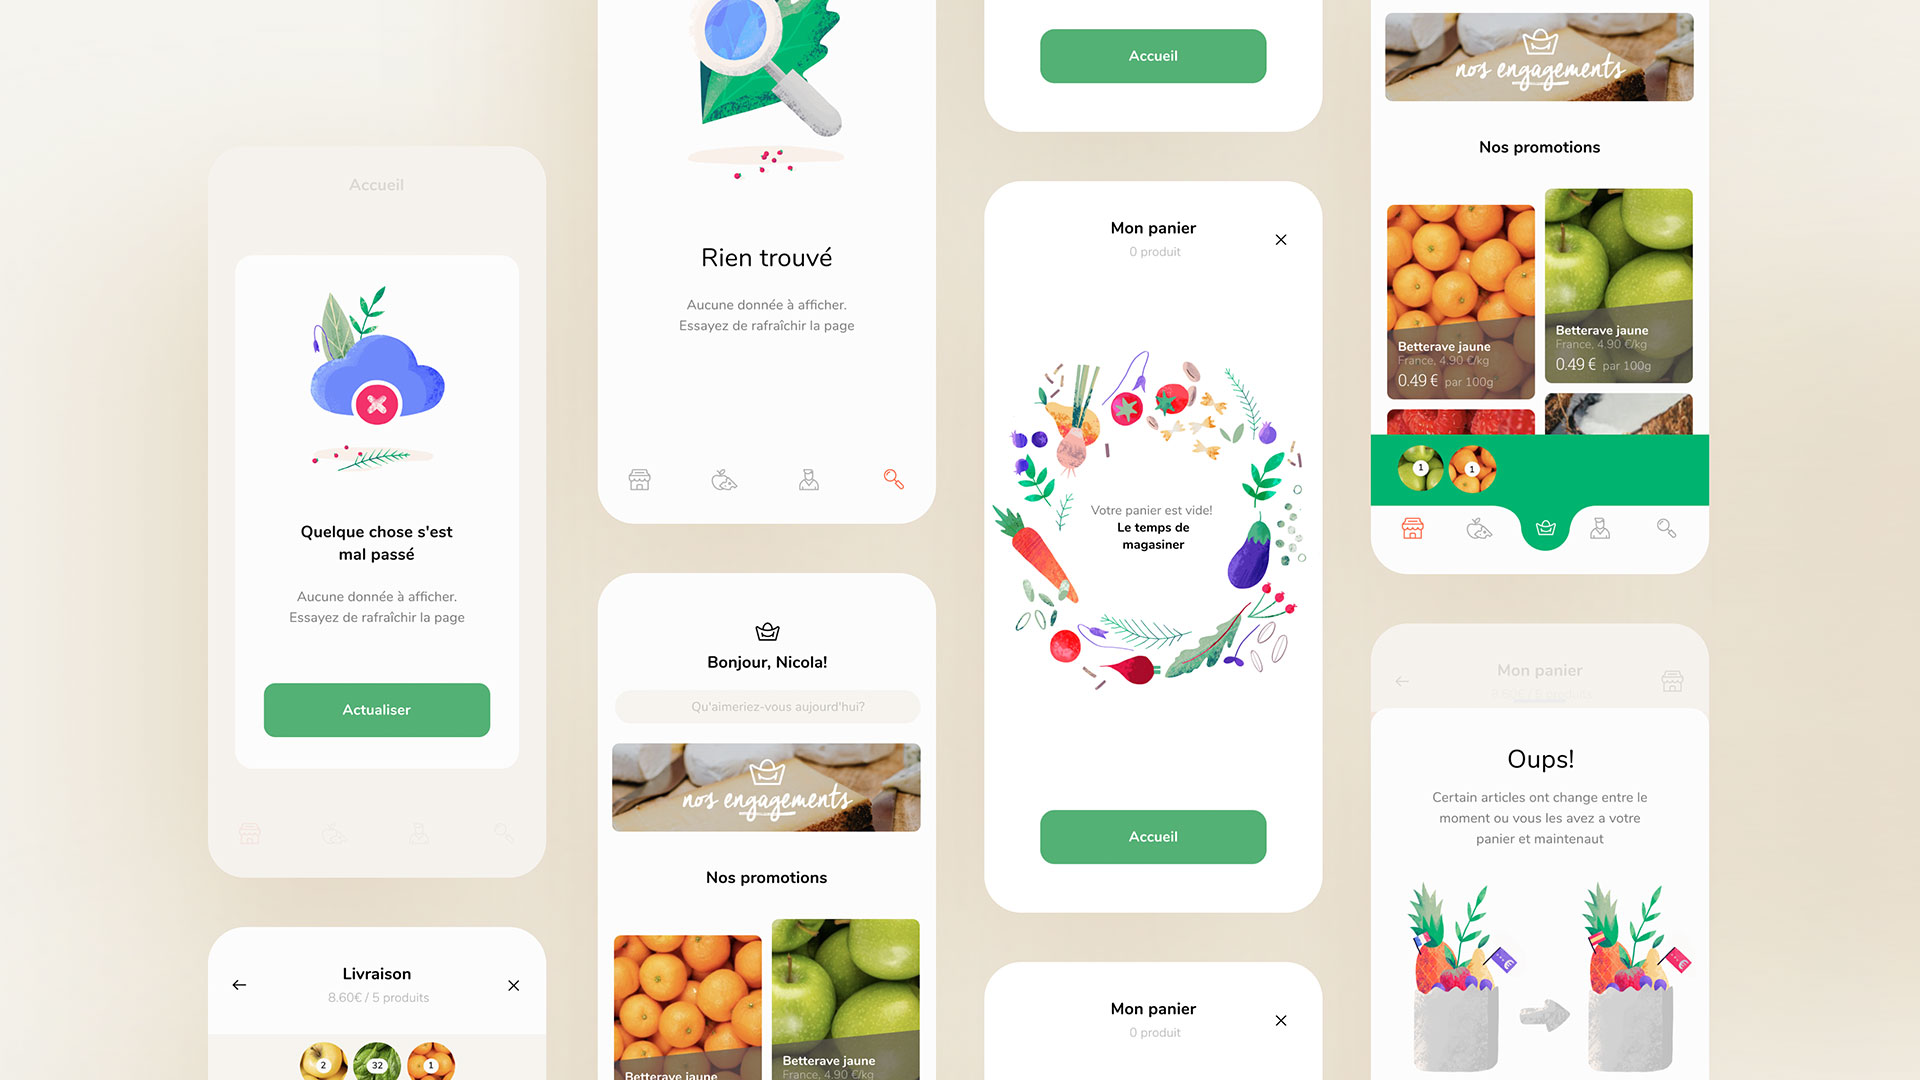 Accueil
Quelque chose s'est
mal passé
Aucune donnée à afficher.
Essayez de rafraîchir la page
Actualiser
Livraison
8.60€ / 5 produits
2
32
1
Rien trouvé
Aucune donnée à afficher.
Essayez de rafraîchir la page
Bonjour, Nicola!
Qu'aimeriez-vous aujourd'hui?
nos engagements
Nos promotions
Betterave jaune
Betterave jaune
France, 4.90 €/kg
Accueil
Mon panier
0 produit
Votre panier est vide!
Le temps de
magasiner
Accueil
Mon panier
0 produit
nos engagements
Nos promotions
Betterave jaune
France, 4.90 €/kg
0.49 € par 100g
Betterave jaune
France, 4.90 €/kg
0.49 € par 100g
1
1
Mon panier
8.60€ / 5 produits
Oups!
Certain articles ont change entre le
moment ou vous les avez a votre
panier et maintenaut